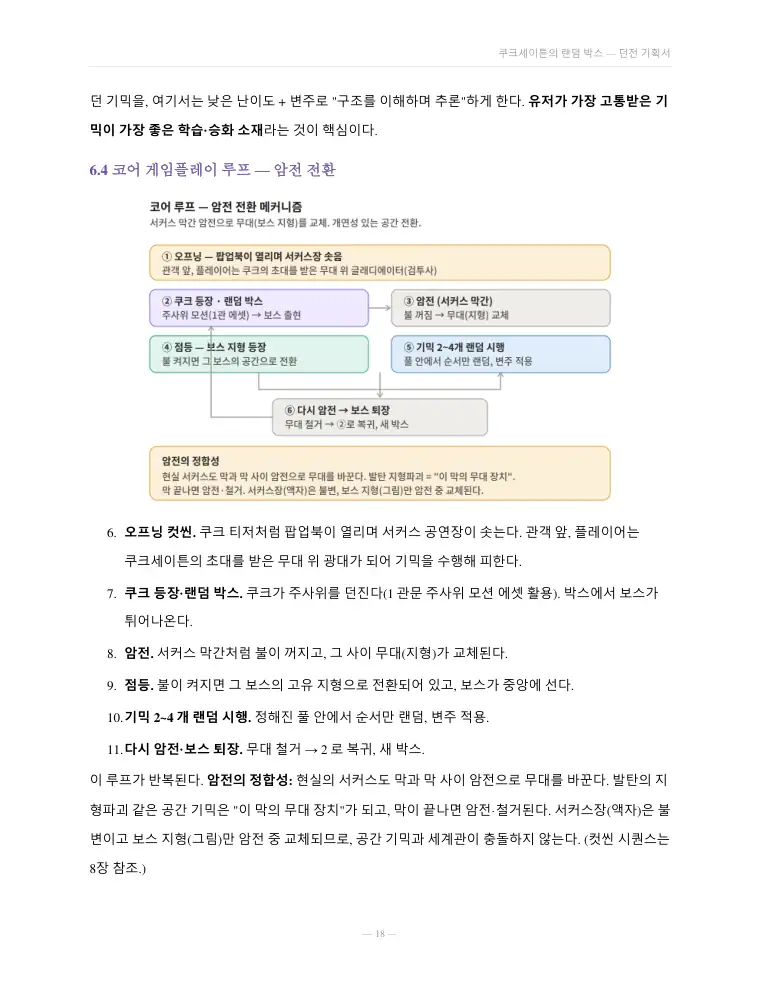 쿠크세이튼의 랜덤 박스 — 던전 기획서
던 기믹을, 여기서는 낮은 난이도 + 변주로 "구조를 이해하며 추론"하게 한다. 유저가 가장 고통받은 기
믹이 가장 좋은 학습·승화 소재라는 것이 핵심이다.
6.4 코어 게임플레이 루프 — 암전 전환
코어 루프 — 암전 전환 메커니즘
서커스 막간 암전으로 무대(보스 지형)를 교체. 개연성 있는 공간 전환.
① 오프닝 — 팝업북이 열리며 서커스장 솟음
관객 앞, 플레이어는 쿠크의 초대를 받은 무대 위 글래디에이터(검투사)
② 쿠크 등장 · 랜덤 박스
주사위 모션(1관 에셋) → 보스 출현
③ 암전 (서커스 막간)
불 꺼짐 → 무대(지형) 교체
④ 점등 — 보스 지형 등장
불 켜지면 그 보스의 공간으로 전환
⑤ 기믹 2~4개 랜덤 시행
풀 안에서 순서만 랜덤, 변주 적용
⑥ 다시 암전 → 보스 퇴장
무대 철거 → ②로 복귀, 새 박스
암전의 정합성
현실 서커스도 막과 막 사이 암전으로 무대를 바꾼다. 발탄 지형파괴 = "이 막의 무대 장치".
막 끝나면 암전·철거. 서커스장(액자)은 불변, 보스 지형(그림)만 암전 중 교체된다.
6. 오프닝 컷씬. 쿠크 티저처럼 팝업북이 열리며 서커스 공연장이 솟는다. 관객 앞, 플레이어는
쿠크세이튼의 초대를 받은 무대 위 광대가 되어 기믹을 수행해 피한다.
7. 쿠크 등장·랜덤 박스. 쿠크가 주사위를 던진다(1 관문 주사위 모션 에셋 활용). 박스에서 보스가
튀어나온다.
8. 암전. 서커스 막간처럼 불이 꺼지고, 그 사이 무대(지형)가 교체된다.
9. 점등. 불이 켜지면 그 보스의 고유 지형으로 전환되어 있고, 보스가 중앙에 선다.
10. 기믹 2~4 개 랜덤 시행. 정해진 풀 안에서 순서만 랜덤, 변주 적용.
11. 다시 암전·보스 퇴장. 무대 철거 → 2 로 복귀, 새 박스.
이 루프가 반복된다. 암전의 정합성: 현실의 서커스도 막과 막 사이 암전으로 무대를 바꾼다. 발탄의 지
형파괴 같은 공간 기믹은 "이 막의 무대 장치"가 되고, 막이 끝나면 암전·철거된다. 서커스장(액자)은 불
변이고 보스 지형(그림)만 암전 중 교체되므로, 공간 기믹과 세계관이 충돌하지 않는다. (컷씬 시퀀스는
8장 참조.)
— 18 —